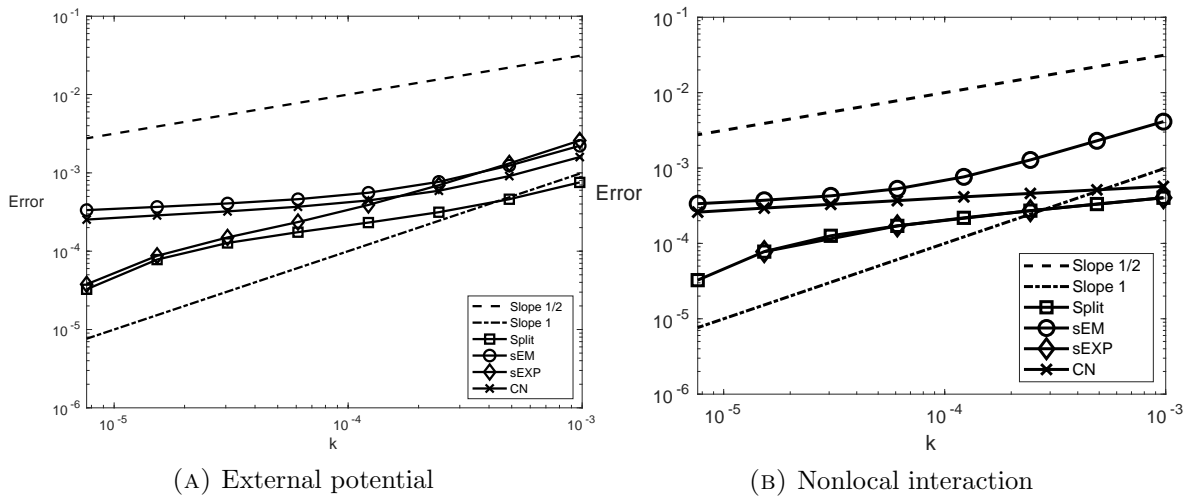 10^-1
10^-2
10^-3
Error
10^-4
10^-5
10^-6
10^-5
10^-4
10^-3
k
Slope 1/2
Slope 1
Split
sEM
sEXP
CN
(A) External potential
10^-1
10^-2
10^-3
Error
10^-4
10^-5
10^-6
10^-5
10^-4
10^-3
k
Slope 1/2
Slope 1
Split
sEM
sEXP
CN
(B) Nonlocal interaction